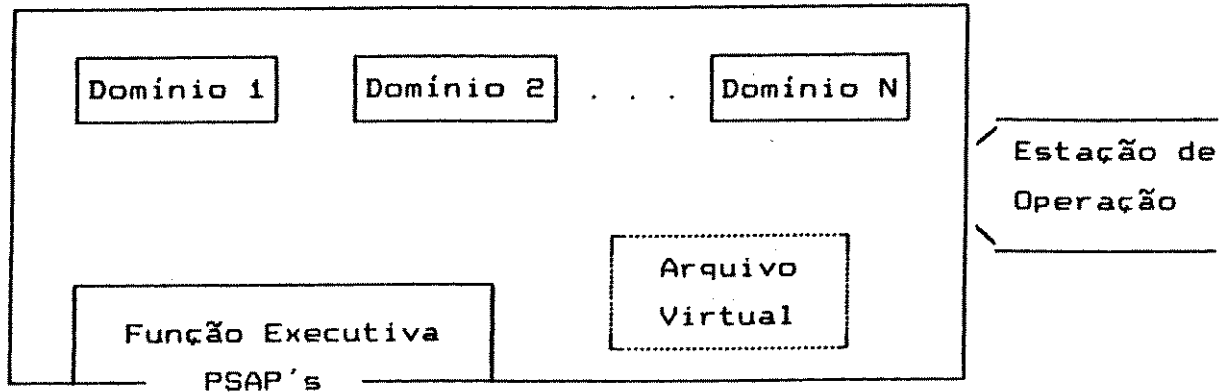 Domínio 1 Domínio 2 . . . Domínio N
Estação de
Operação
Arquivo
Virtual
Função Executiva
PSAP's